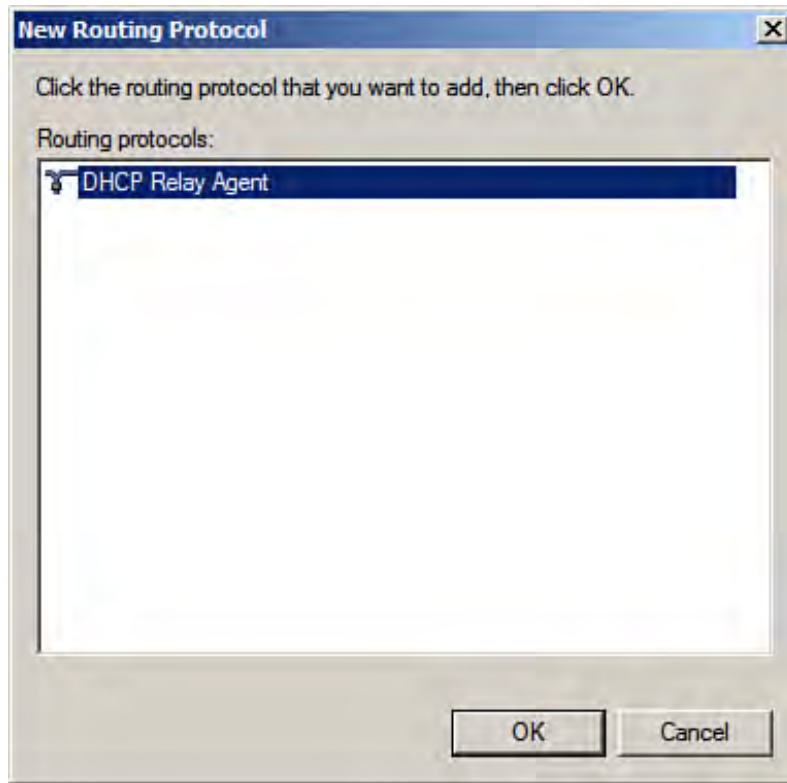 New Routing Protocol
Click the routing protocol that you want to add, then click OK.
Routing protocols:
DHCP Relay Agent
OK
Cancel